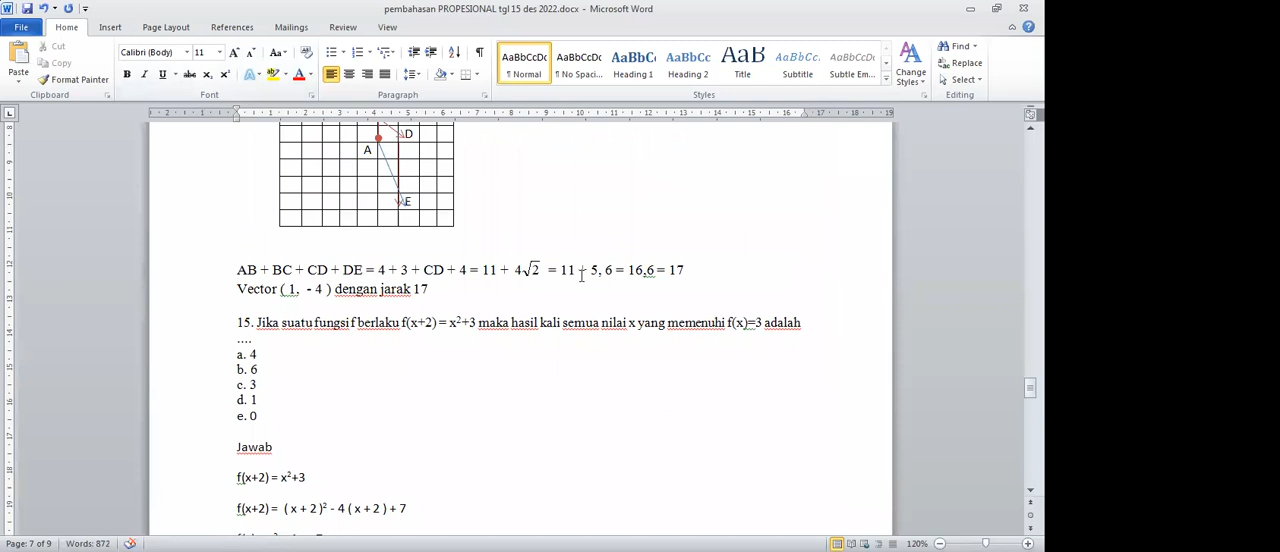 pembahasan PROPESIONAL tgl 15 des 2022.docx - Microsoft Word
File Home Insert Page Layout References Mailings Review View
Cut
Copy
Format Painter
Paste
Clipboard
Calibri (Body) 11
Font
Paragraph
AaBbCcDc AaBbCcDc AaBbCc AaBbCc AaB AaBbCcL AaBbCcDc
¶ Normal ¶ No Spaci... Heading 1 Heading 2 Title Subtitle Subtle Em...
Styles
Change Styles
Find
Replace
Select
Editing
D
A
E
AB + BC + CD + DE = 4 + 3 + CD + 4 = 11 + 4√2 = 11 + 5, 6 = 16,6 = 17
Vector ( 1, - 4 ) dengan jarak 17
15. Jika suatu fungsi f berlaku f(x+2) = x²+3 maka hasil kali semua nilai x yang memenuhi f(x)=3 adalah
....
a. 4
b. 6
c. 3
d. 1
e. 0
Jawab
f(x+2) = x²+3
f(x+2) = ( x + 2 )² - 4 ( x + 2 ) + 7
Page: 7 of 9 Words: 872 120%